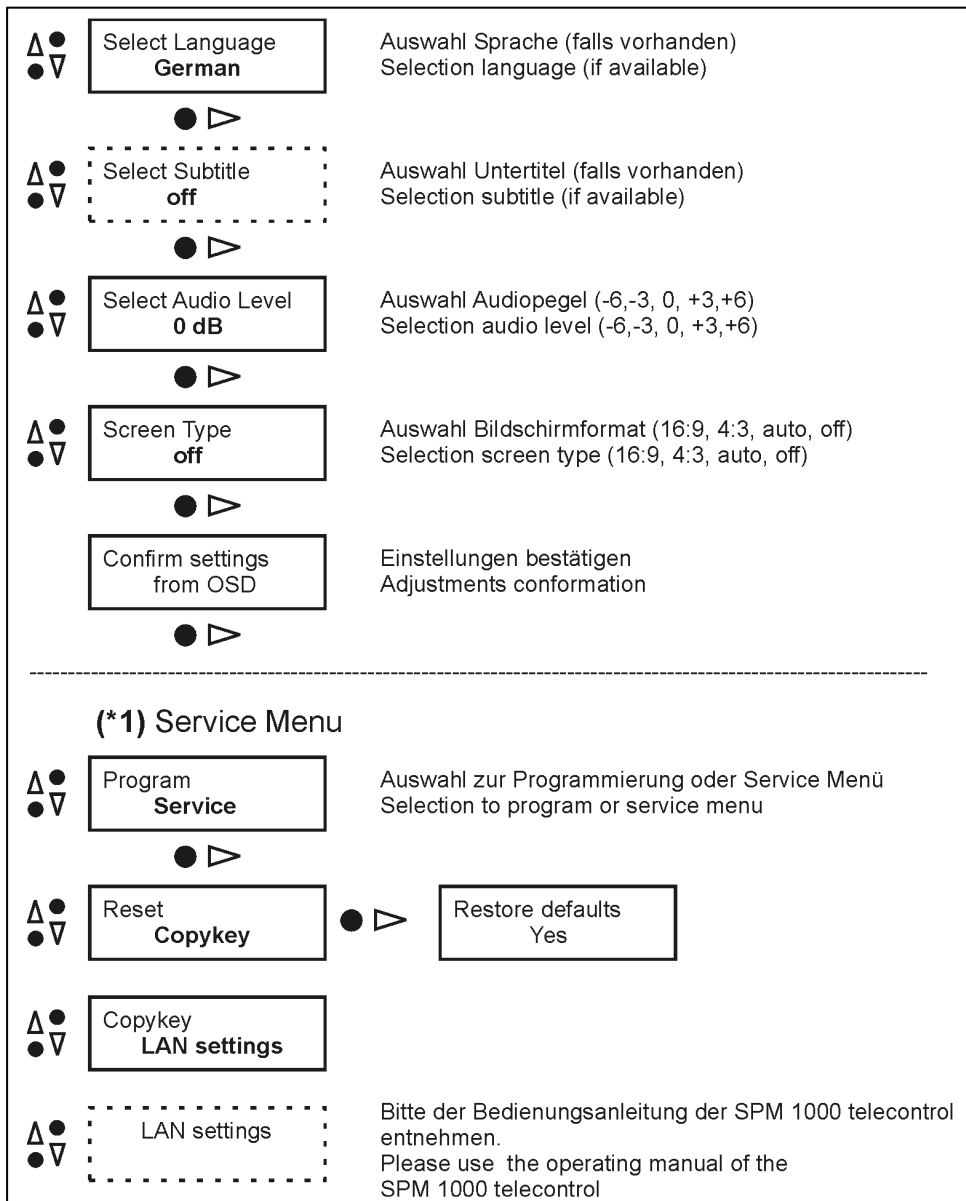 Select Language
German
Auswahl Sprache (falls vorhanden)
Selection language (if available)
Select Subtitle
off
Auswahl Untertitel (falls vorhanden)
Selection subtitle (if available)
Select Audio Level
0 dB
Auswahl Audiopegel (-6,-3, 0, +3,+6)
Selection audio level (-6,-3, 0, +3,+6)
Screen Type
off
Auswahl Bildschirmformat (16:9, 4:3, auto, off)
Selection screen type (16:9, 4:3, auto, off)
Confirm settings
from OSD
Einstellungen bestätigen
Adjustments conformation
(*1) Service Menu
Program
Service
Auswahl zur Programmierung oder Service Menü
Selection to program or service menu
Reset
Copykey
Restore defaults
Yes
Copykey
LAN settings
LAN settings
Bitte der Bedienungsanleitung der SPM 1000 telecontrol
entnehmen.
Please use the operating manual of the
SPM 1000 telecontrol